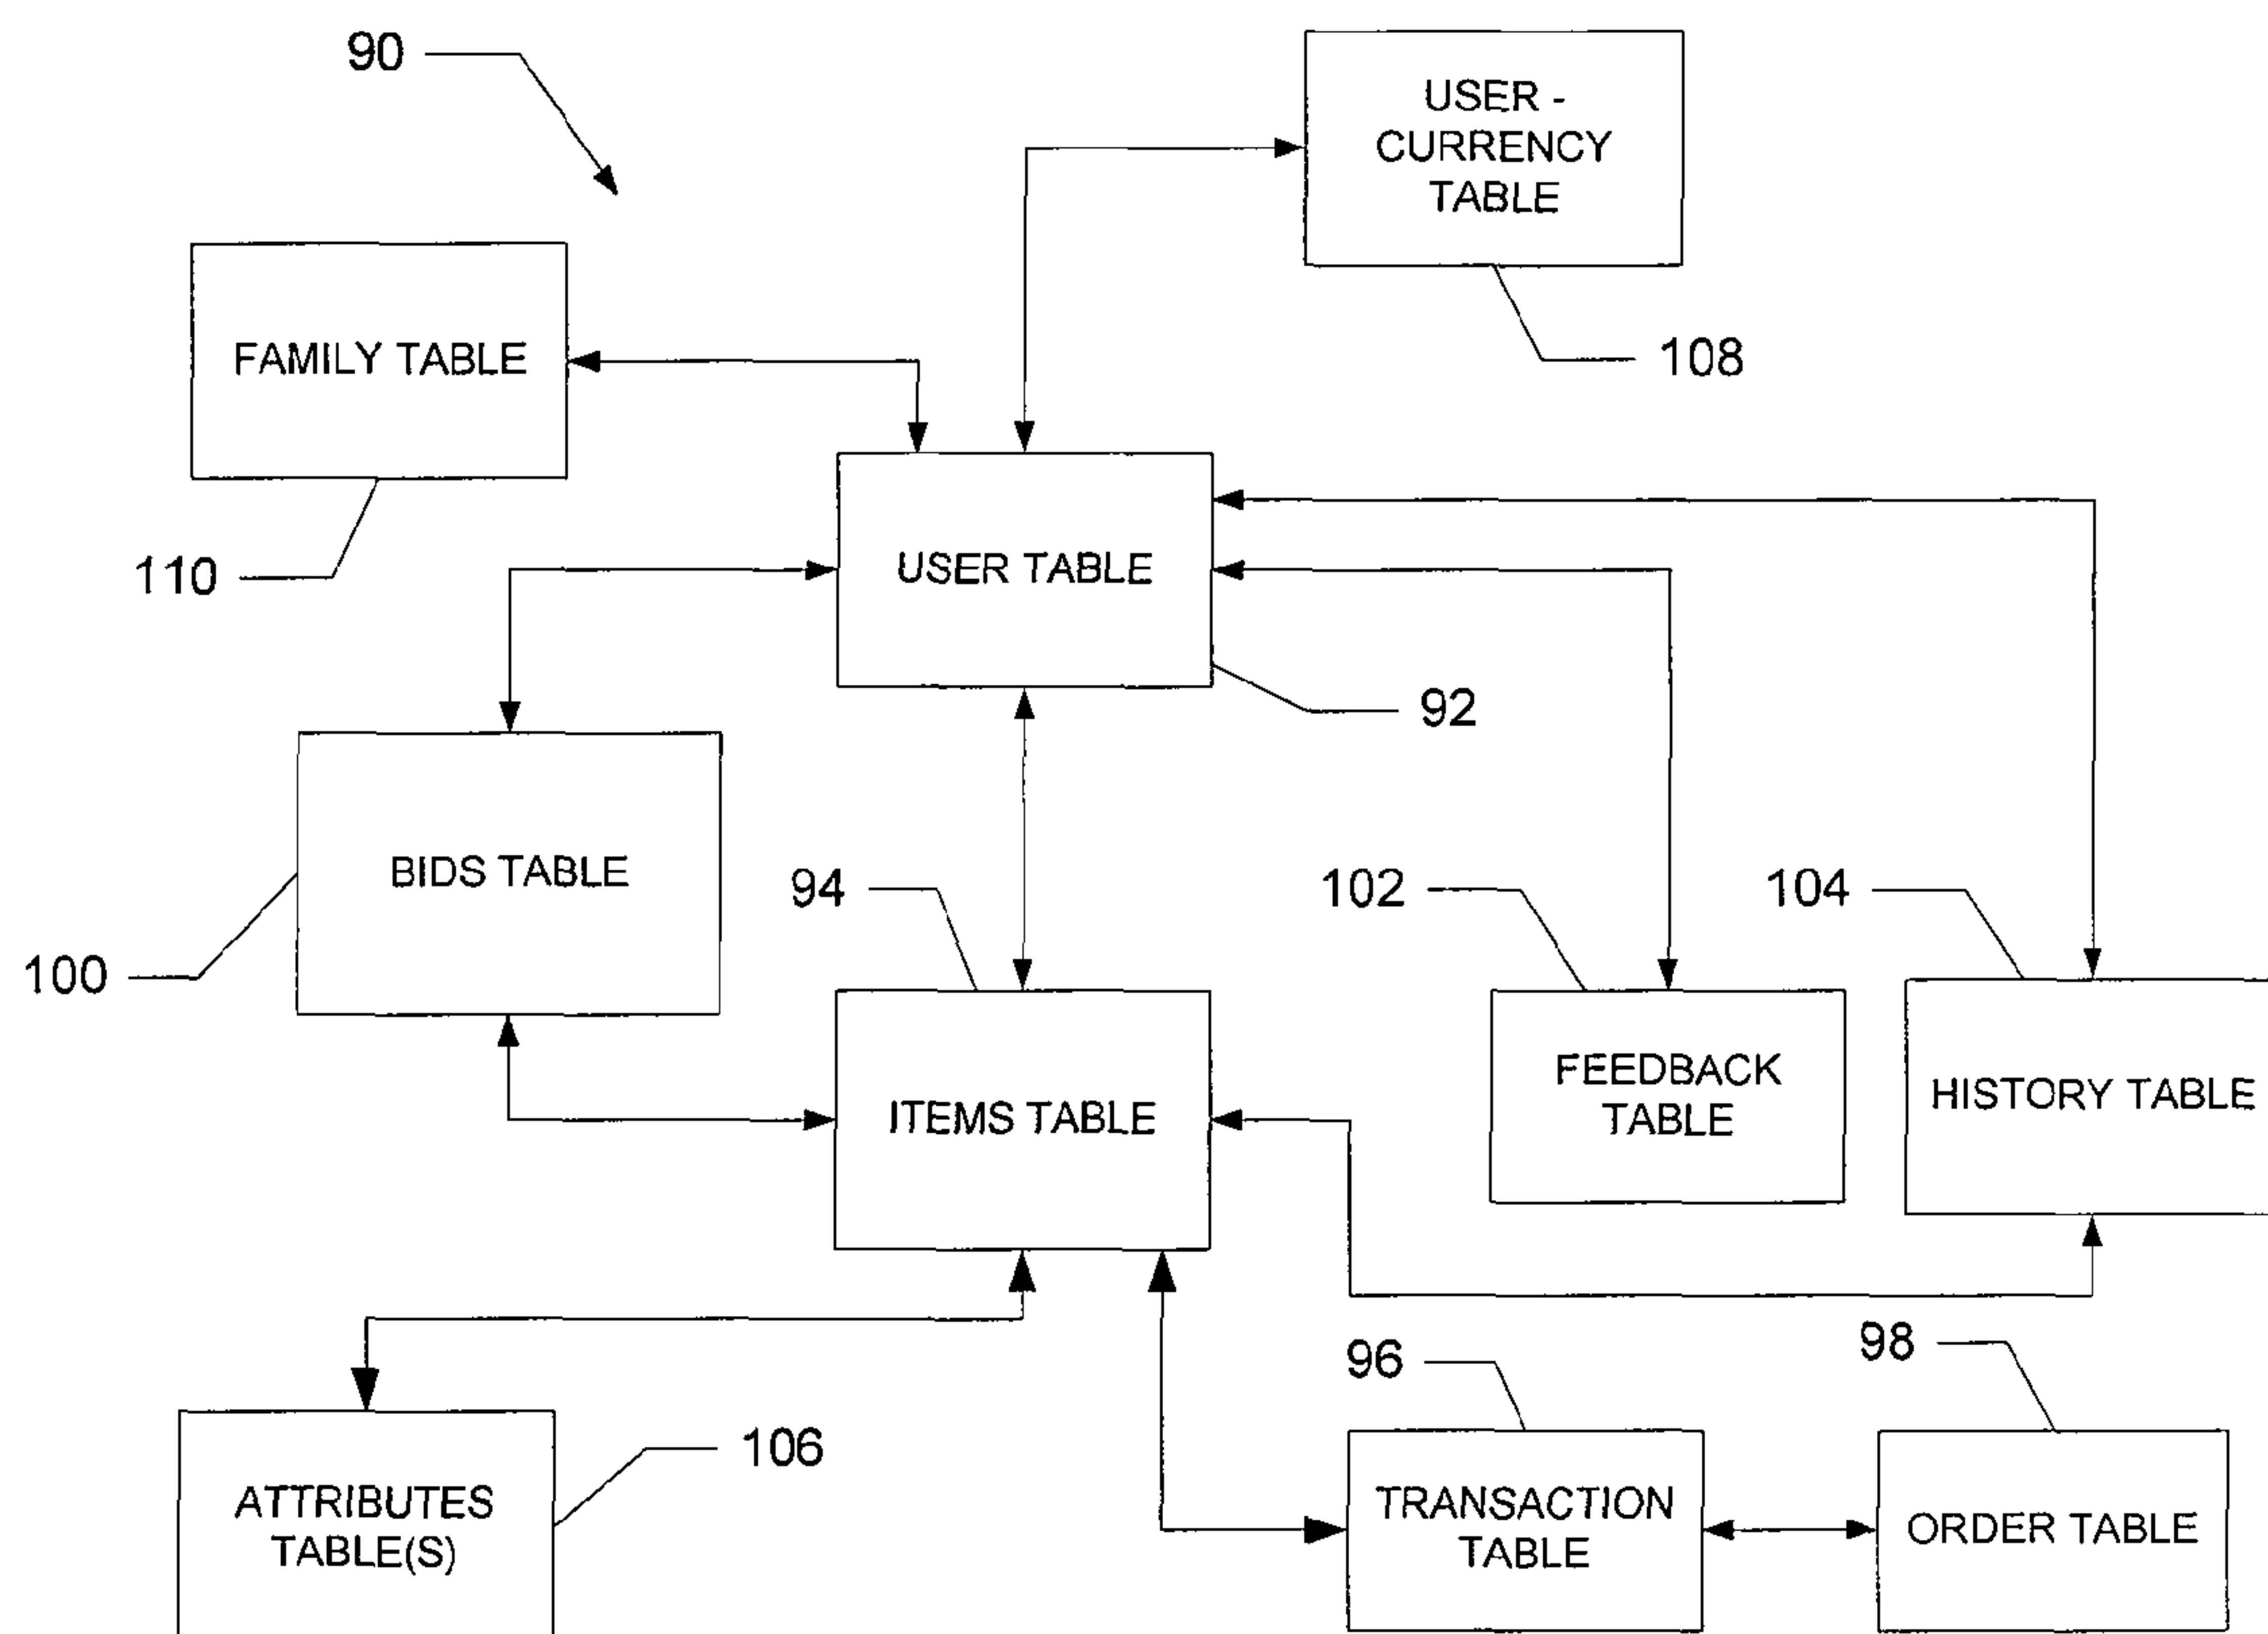 90
USER -
CURRENCY
TABLE
108
FAMILY TABLE
110
USER TABLE
92
BIDS TABLE
100
94
102
104
ITEMS TABLE
FEEDBACK
TABLE
HISTORY TABLE
96
98
106
ATTRIBUTES
TABLE(S)
TRANSACTION
TABLE
ORDER TABLE